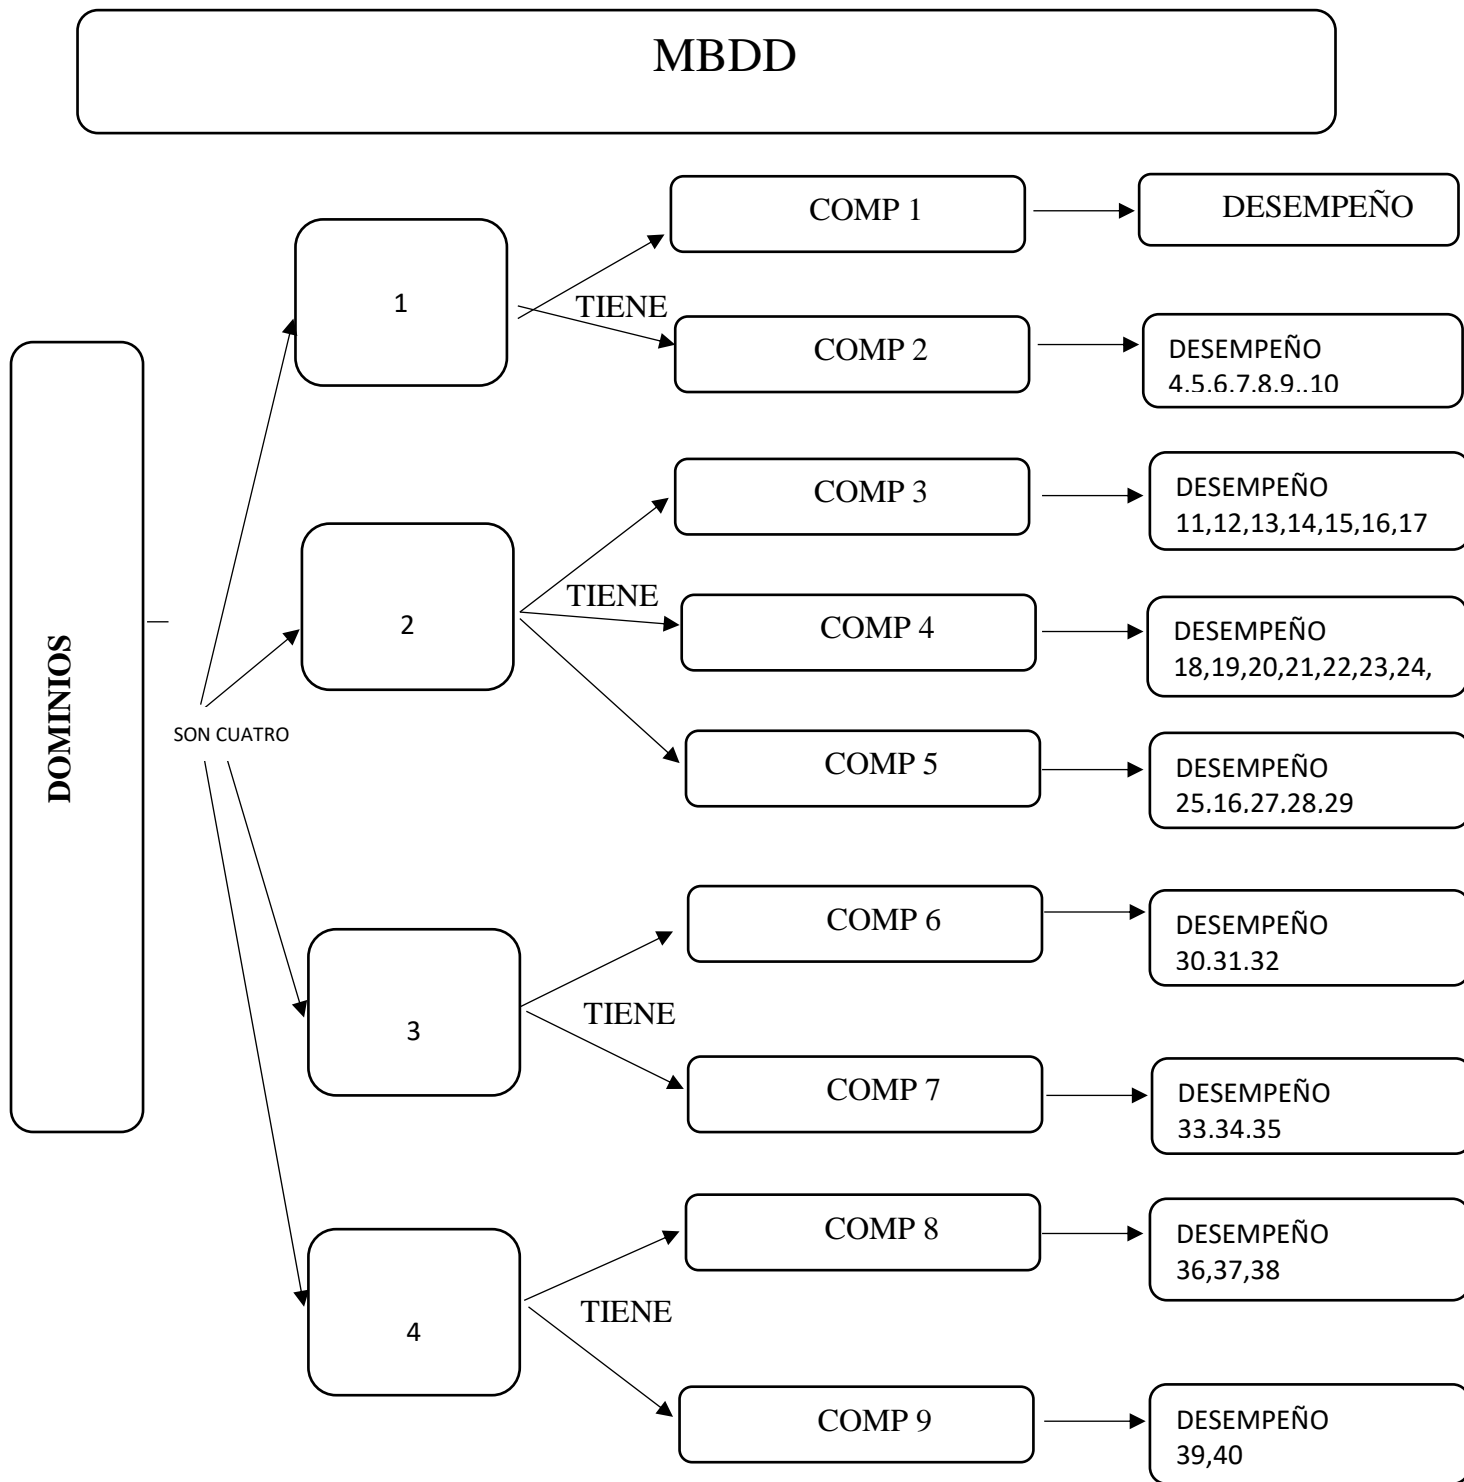 MBDD
DOMINIOS
SON CUATRO
1
TIENE
COMP 1
DESEMPEÑO
COMP 2
DESEMPEÑO
4,5,6,7,8,9,,10
2
TIENE
COMP 3
DESEMPEÑO
11,12,13,14,15,16,17
COMP 4
DESEMPEÑO
18,19,20,21,22,23,24,
COMP 5
DESEMPEÑO
25,16,27,28,29
3
TIENE
COMP 6
DESEMPEÑO
30,31,32
COMP 7
DESEMPEÑO
33,34,35
4
TIENE
COMP 8
DESEMPEÑO
36,37,38
COMP 9
DESEMPEÑO
39,40